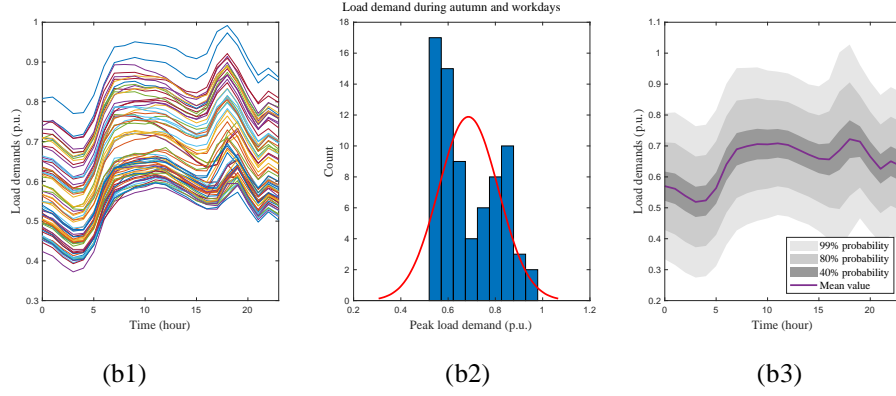 Load demand during autumn and workdays
1
0.9
0.8
0.7
0.6
0.5
0.4
0.3
0 5 10 15 20
Load demands (p.u.)
Time (hour)
18
16
14
12
10
8
6
4
2
0
0.2 0.4 0.6 0.8 1 1.2
Count
Peak load demand (p.u.)
1.1
1
0.9
0.8
0.7
0.6
0.5
0.4
0.3
0.2
0 5 10 15 20
Load demands (p.u.)
Time (hour)
99% probability
80% probability
40% probability
Mean value
(b1) (b2) (b3)